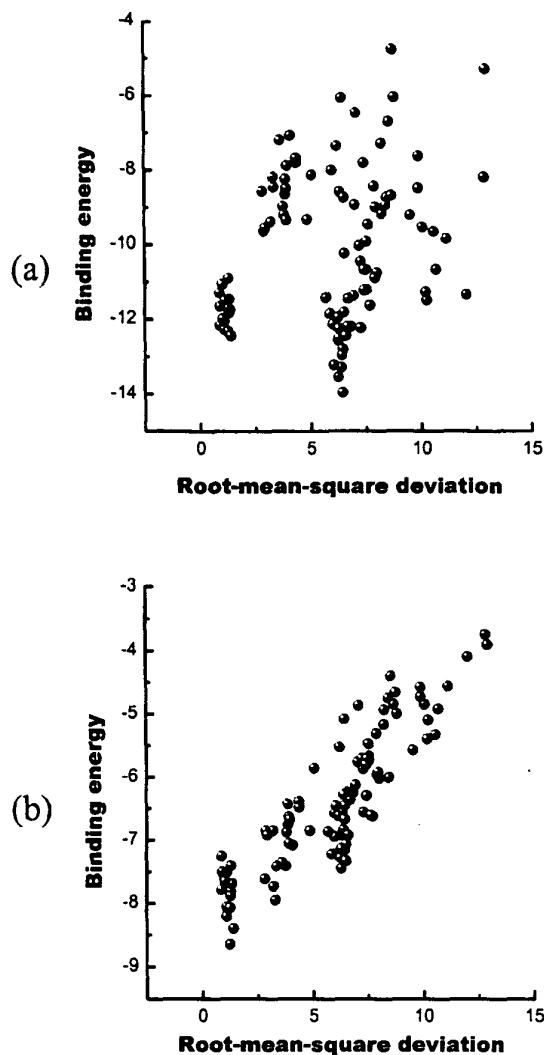 (a)
Binding energy
-4
-6
-8
-10
-12
-14
0 5 10 15
Root-mean-square deviation
(b)
Binding energy
-3
-4
-5
-6
-7
-8
-9
0 5 10 15
Root-mean-square deviation